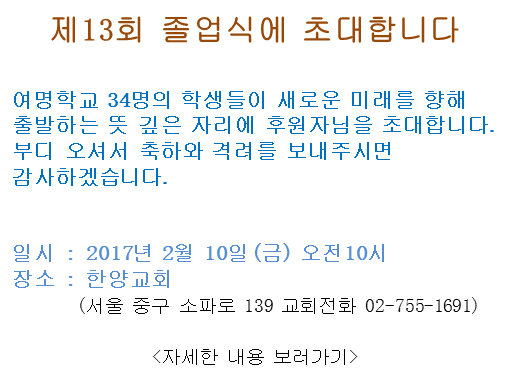 제13회 졸업식에 초대합니다
여명학교 34명의 학생들이 새로운 미래를 향해
출발하는 뜻 깊은 자리에 후원자님을 초대합니다.
부디 오셔서 축하와 격려를 보내주시면
감사하겠습니다.
일시 : 2017년 2월 10일(금) 오전10시
장소 : 한양교회
(서울 중구 소파로 139 교회전화 02-755-1691)
<자세한 내용 보러가기>